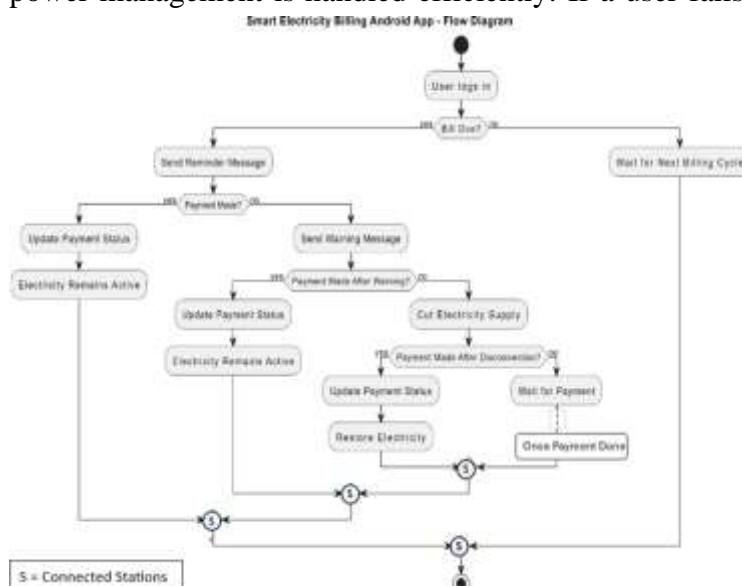 power management is handled efficiently. If a user fails
Smart Electricity Billing Android App - Flow Diagram
User logs in
Bill Due?
Send Reminder Message
Wait for Next Billing Cycle
Payment Made?
Update Payment Status
Send Warning Message
Electricity Remains Active
YES
Payment Made After Warning?
Update Payment Status
Cut Electricity Supply
Electricity Remains Active
YES
Payment Made After Disconnection?
Update Payment Status
Wait for Payment
Restore Electricity
Once Payment Done
S
S
S
S
S = Connected Stations